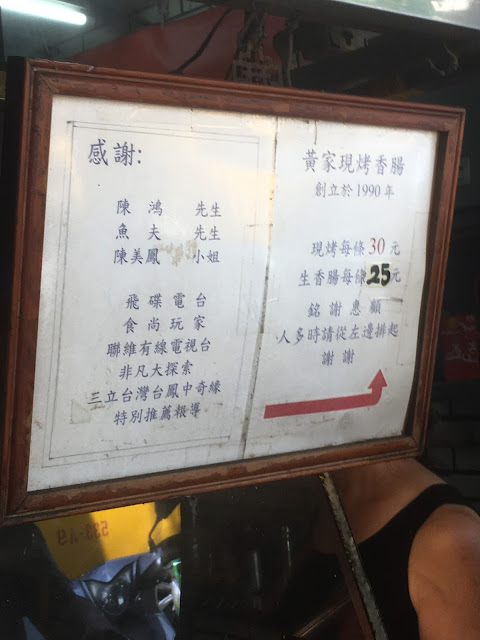 感謝:
陳 鴻 先生
魚 夫 先生
陳美鳳 小姐
飛碟電台
食尚玩家
聯維有線電視台
非凡大探索
三立台灣台鳳中奇緣
特別推薦報導
黃家現烤香腸
創立於1990年
現烤每條30元
生香腸每條25元
銘謝惠顧
人多時請從左邊排起
謝謝